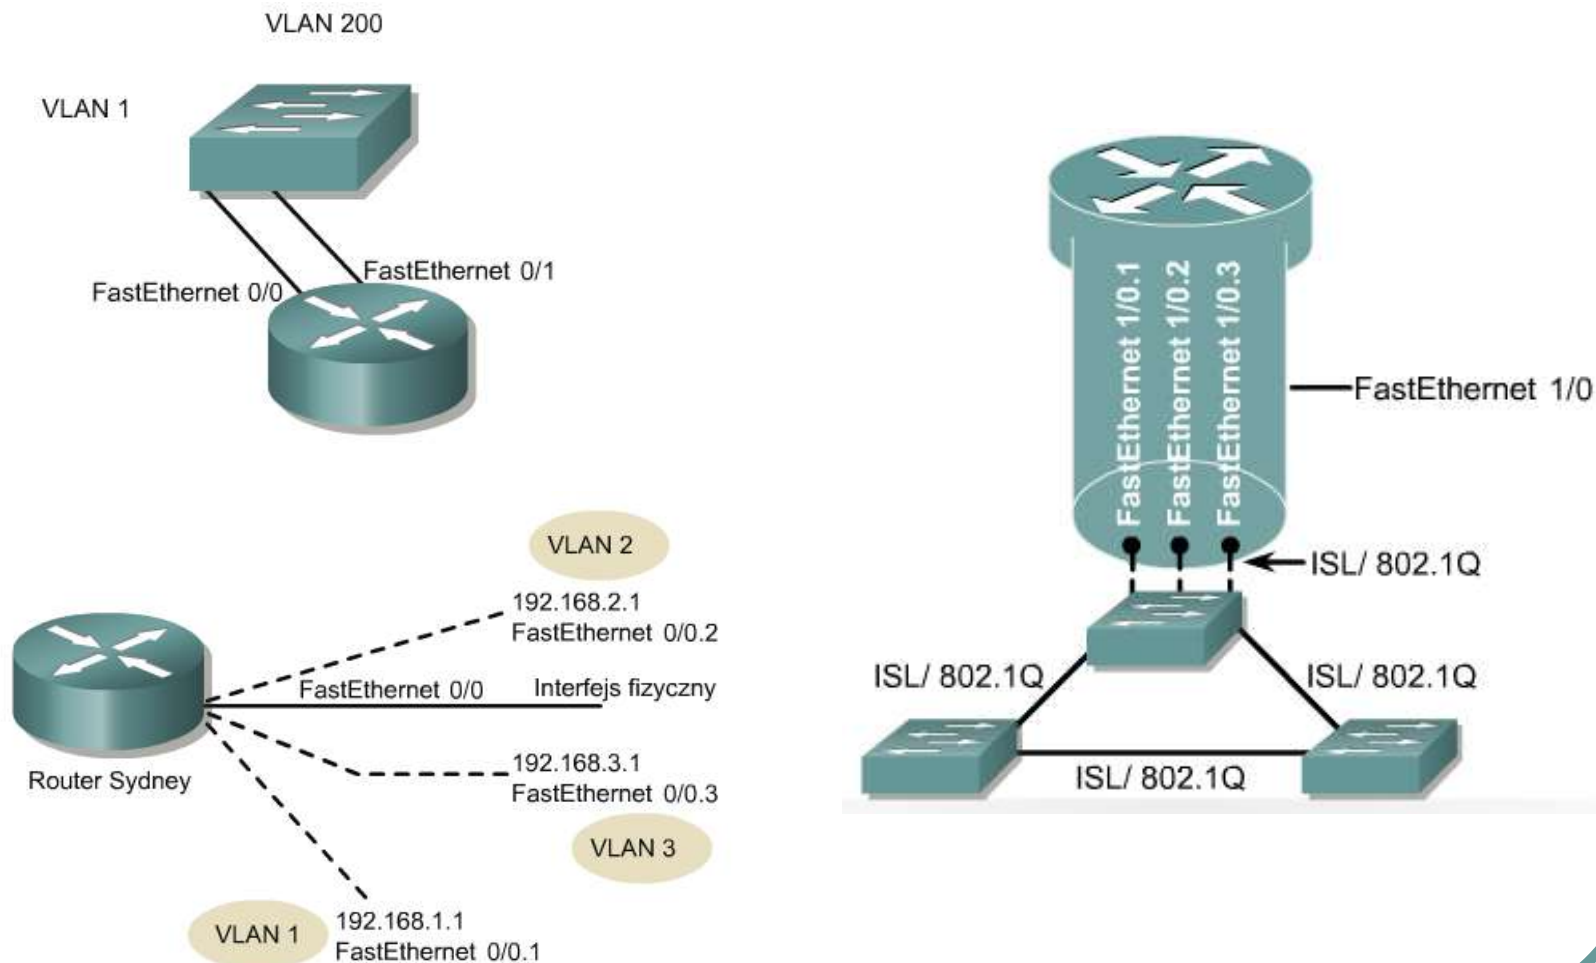 VLAN 200
VLAN 1
FastEthernet 0/1
FastEthernet 0/0
VLAN 2
192.168.2.1
FastEthernet 0/0.2
FastEthernet 0/0
Interfejs fizyczny
192.168.3.1
FastEthernet 0/0.3
Router Sydney
VLAN 3
192.168.1.1
VLAN 1
FastEthernet 0/0.1
FastEthernet 1/0.1
FastEthernet 1/0.2
FastEthernet 1/0.3
FastEthernet 1/0
ISL/ 802.1Q
ISL/ 802.1Q
ISL/ 802.1Q
ISL/ 802.1Q